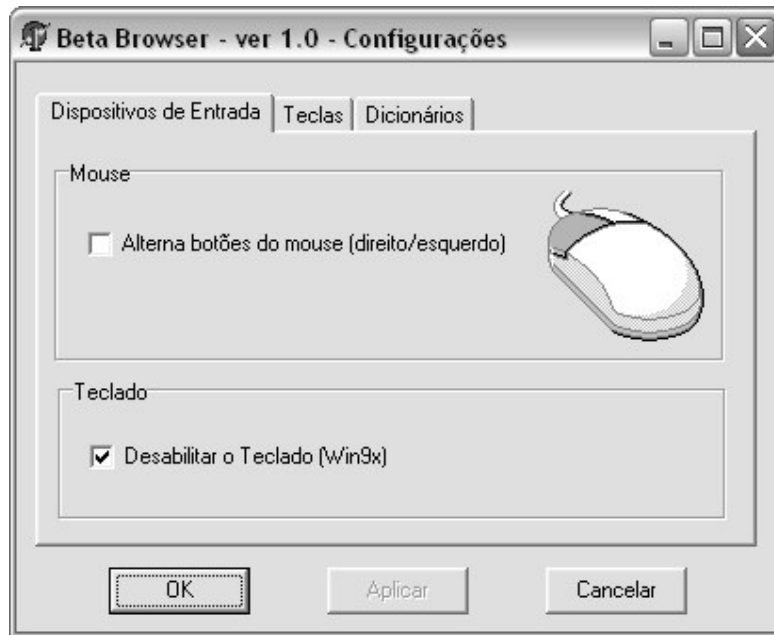 Beta Browser - ver 1.0 - Configurações
Dispositivos de Entrada Teclas Dicionários
Mouse
Alterna botões do mouse (direito/esquerdo)
Teclado
Desabilitar o Teclado (Win9x)
OK Aplicar Cancelar